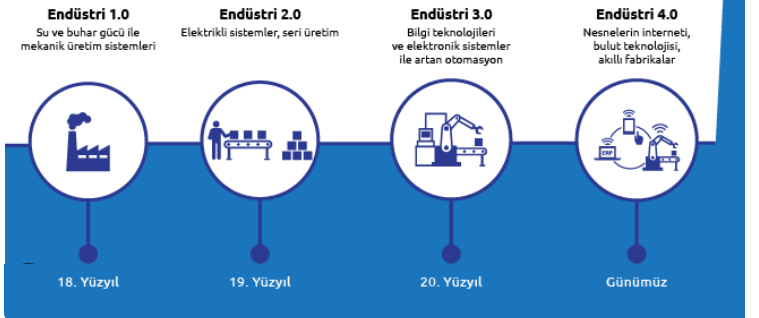 Endüstri 1.0
Su ve buhar gücü ile
mekanik üretim sistemleri
Endüstri 2.0
Elektrikli sistemler, seri üretim
Endüstri 3.0
Bilgi teknolojileri
ve elektronik sistemler
ile artan otomasyon
Endüstri 4.0
Nesnelerin interneti,
bulut teknolojisi,
akıllı fabrikalar
ERP
18. Yüzyıl
19. Yüzyıl
20. Yüzyıl
Günümüz